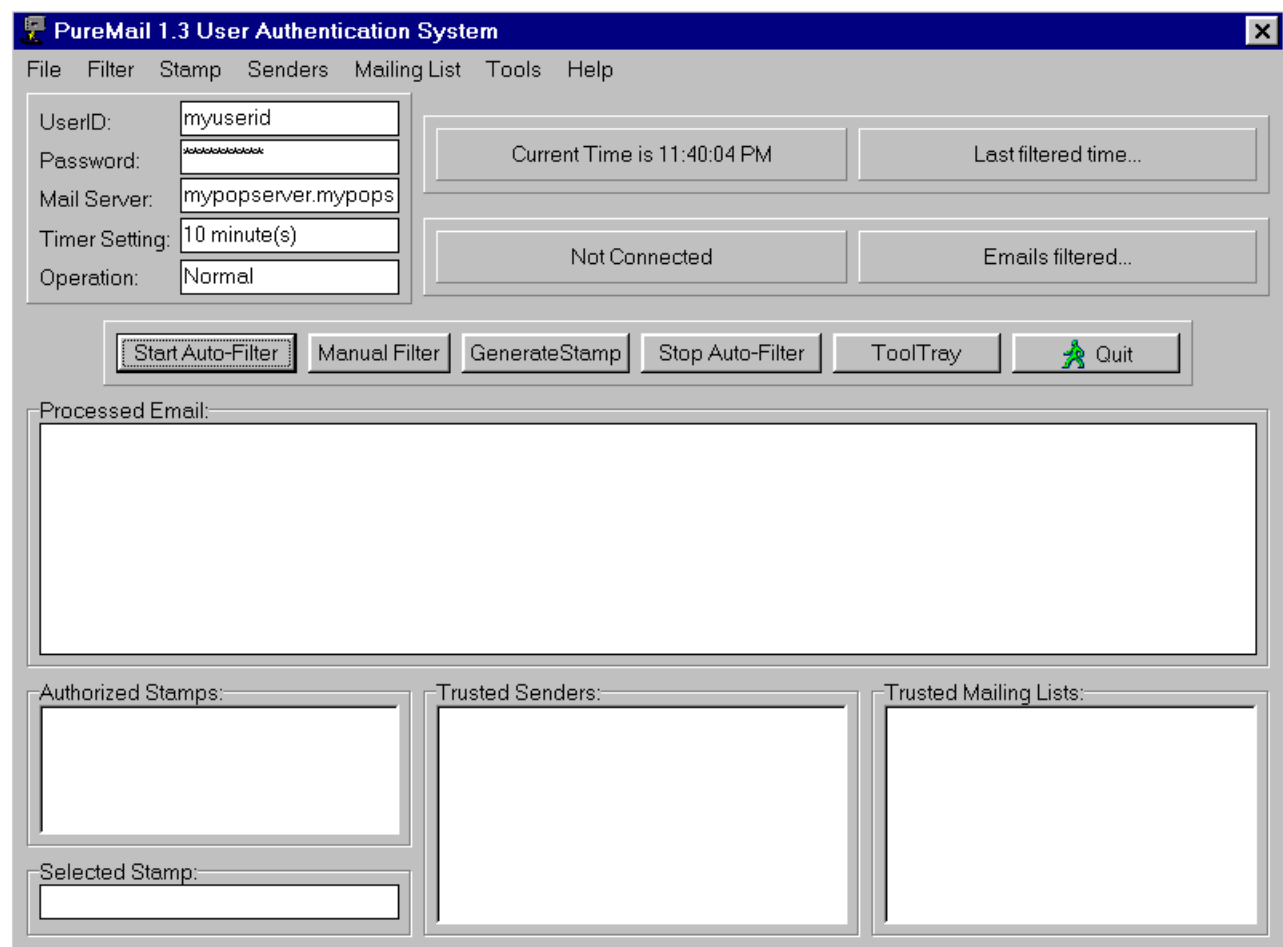 PureMail 1.3 User Authentication System
File Filter Stamp Senders Mailing List Tools Help
UserID: myuserid
Password: ***********
Mail Server: mypopserver.mypops
Timer Setting: 10 minute(s)
Operation: Normal
Current Time is 11:40:04 PM Last filtered time...
Not Connected Emails filtered...
Start Auto-Filter Manual Filter GenerateStamp Stop Auto-Filter ToolTray Quit
Processed Email:
Authorized Stamps: Trusted Senders: Trusted Mailing Lists:
Selected Stamp: